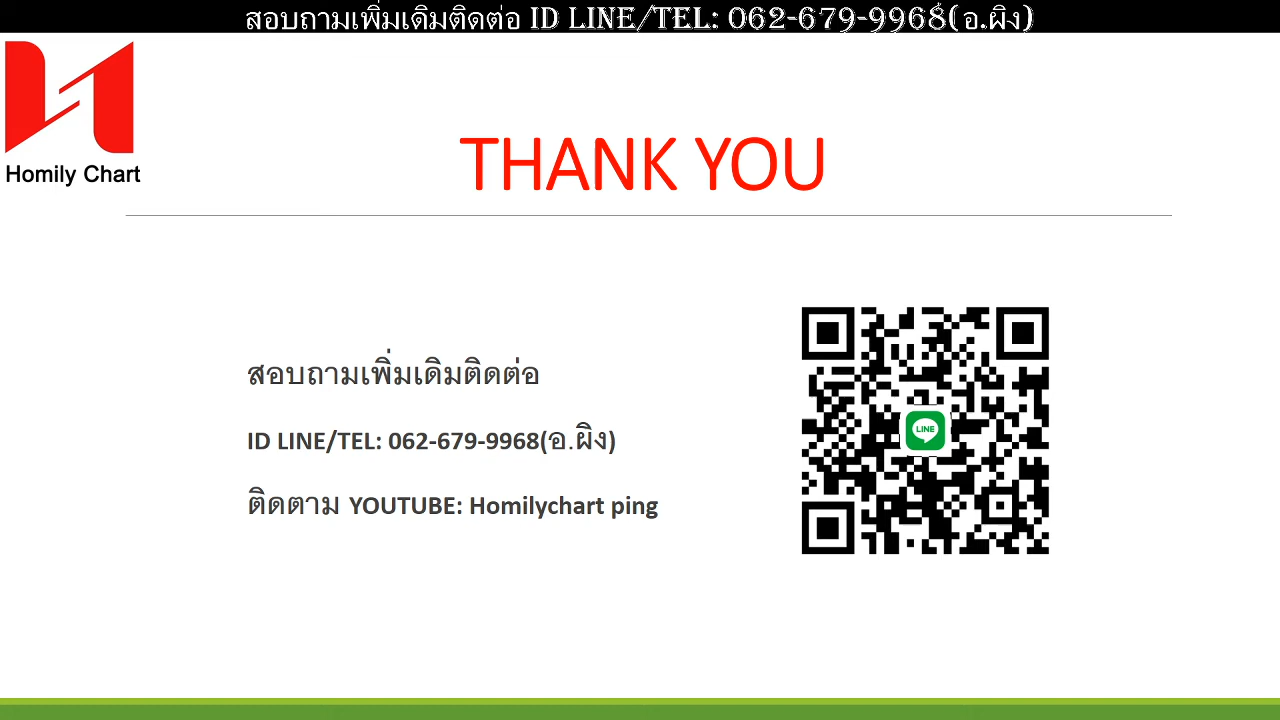 สอบถามเพิ่มเดิมติดต่อ ID LINE/TEL: 062-679-9968(อ.ผิง)
Homily Chart
THANK YOU
สอบถามเพิ่มเดิมติดต่อ
ID LINE/TEL: 062-679-9968(อ.ผิง)
ติดตาม YOUTUBE: Homilychart ping
LINE